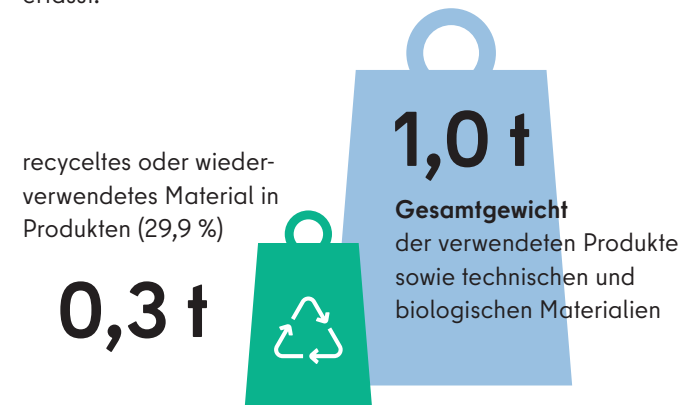 recyceltes oder wieder-
verwendetes Material in
Produkten (29,9 %)
0,3 t
1,0 t
Gesamtgewicht
der verwendeten Produkte
sowie technischen und
biologischen Materialien